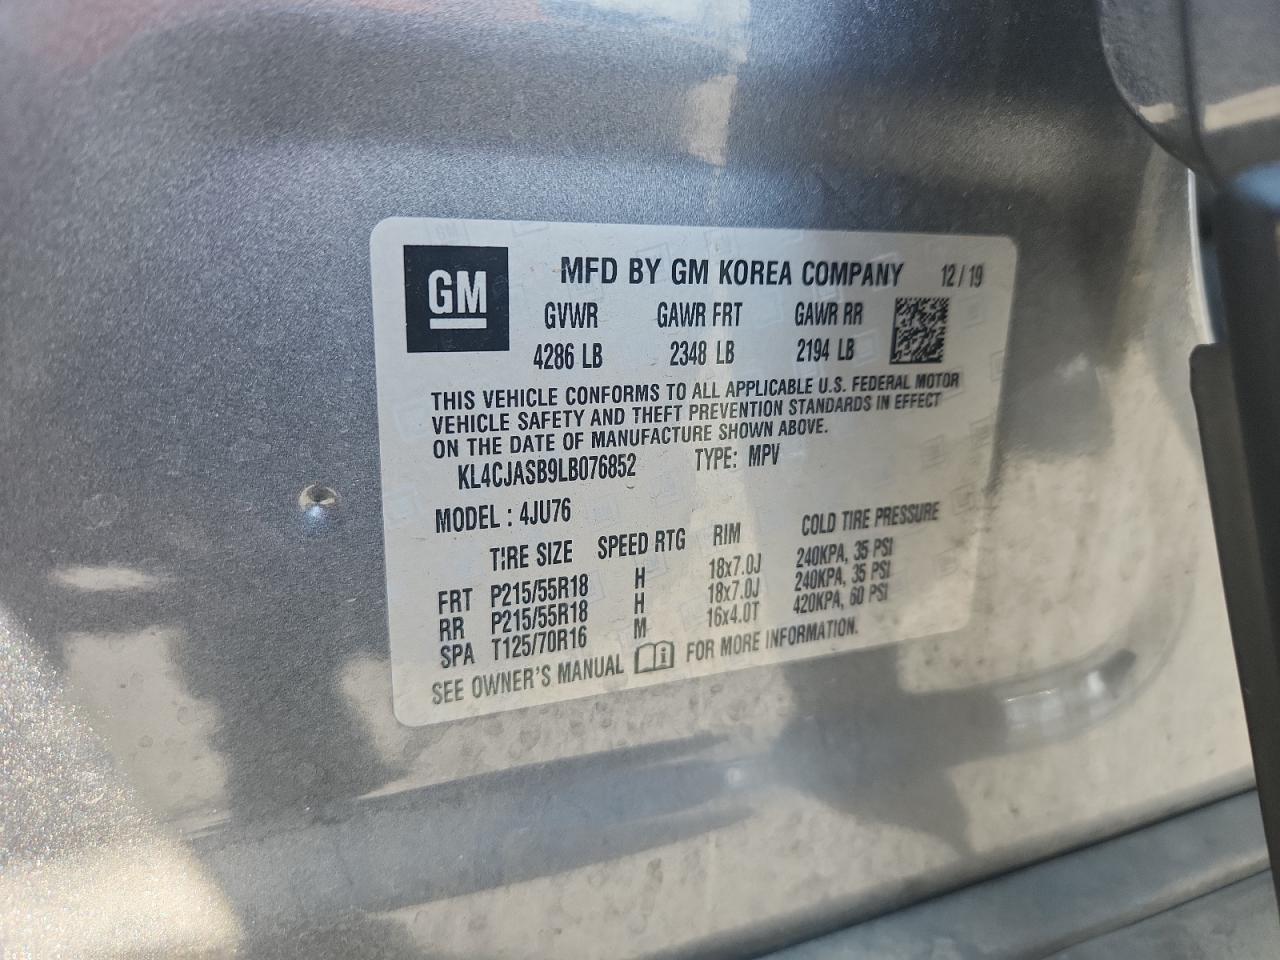 GM
MFD BY GM KOREA COMPANY 12 / 19
GVWR GAWR FRT GAWR RR
4286 LB 2348 LB 2194 LB
THIS VEHICLE CONFORMS TO ALL APPLICABLE U.S. FEDERAL MOTOR
VEHICLE SAFETY AND THEFT PREVENTION STANDARDS IN EFFECT
ON THE DATE OF MANUFACTURE SHOWN ABOVE.
KL4CJASB9LB076852 TYPE: MPV
MODEL : 4JU76
TIRE SIZE SPEED RTG RIM COLD TIRE PRESSURE
FRT P215/55R18 H 18x7.0J 240KPA, 35 PSI
RR P215/55R18 H 18x7.0J 240KPA, 35 PSI
SPA T125/70R16 M 16x4.0T 420KPA, 60 PSI
SEE OWNER'S MANUAL FOR MORE INFORMATION.